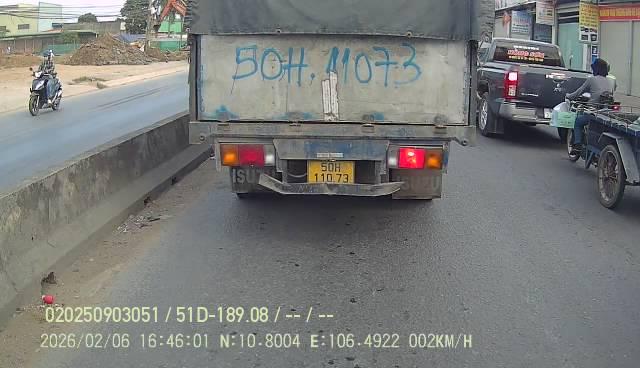 50H.11073
50H
110.73
ISUZU
020250903051 / 51D-189.08 / -- / --
2026/02/06 16:46:01 N:10.8004 E:106.4922 002KM/H